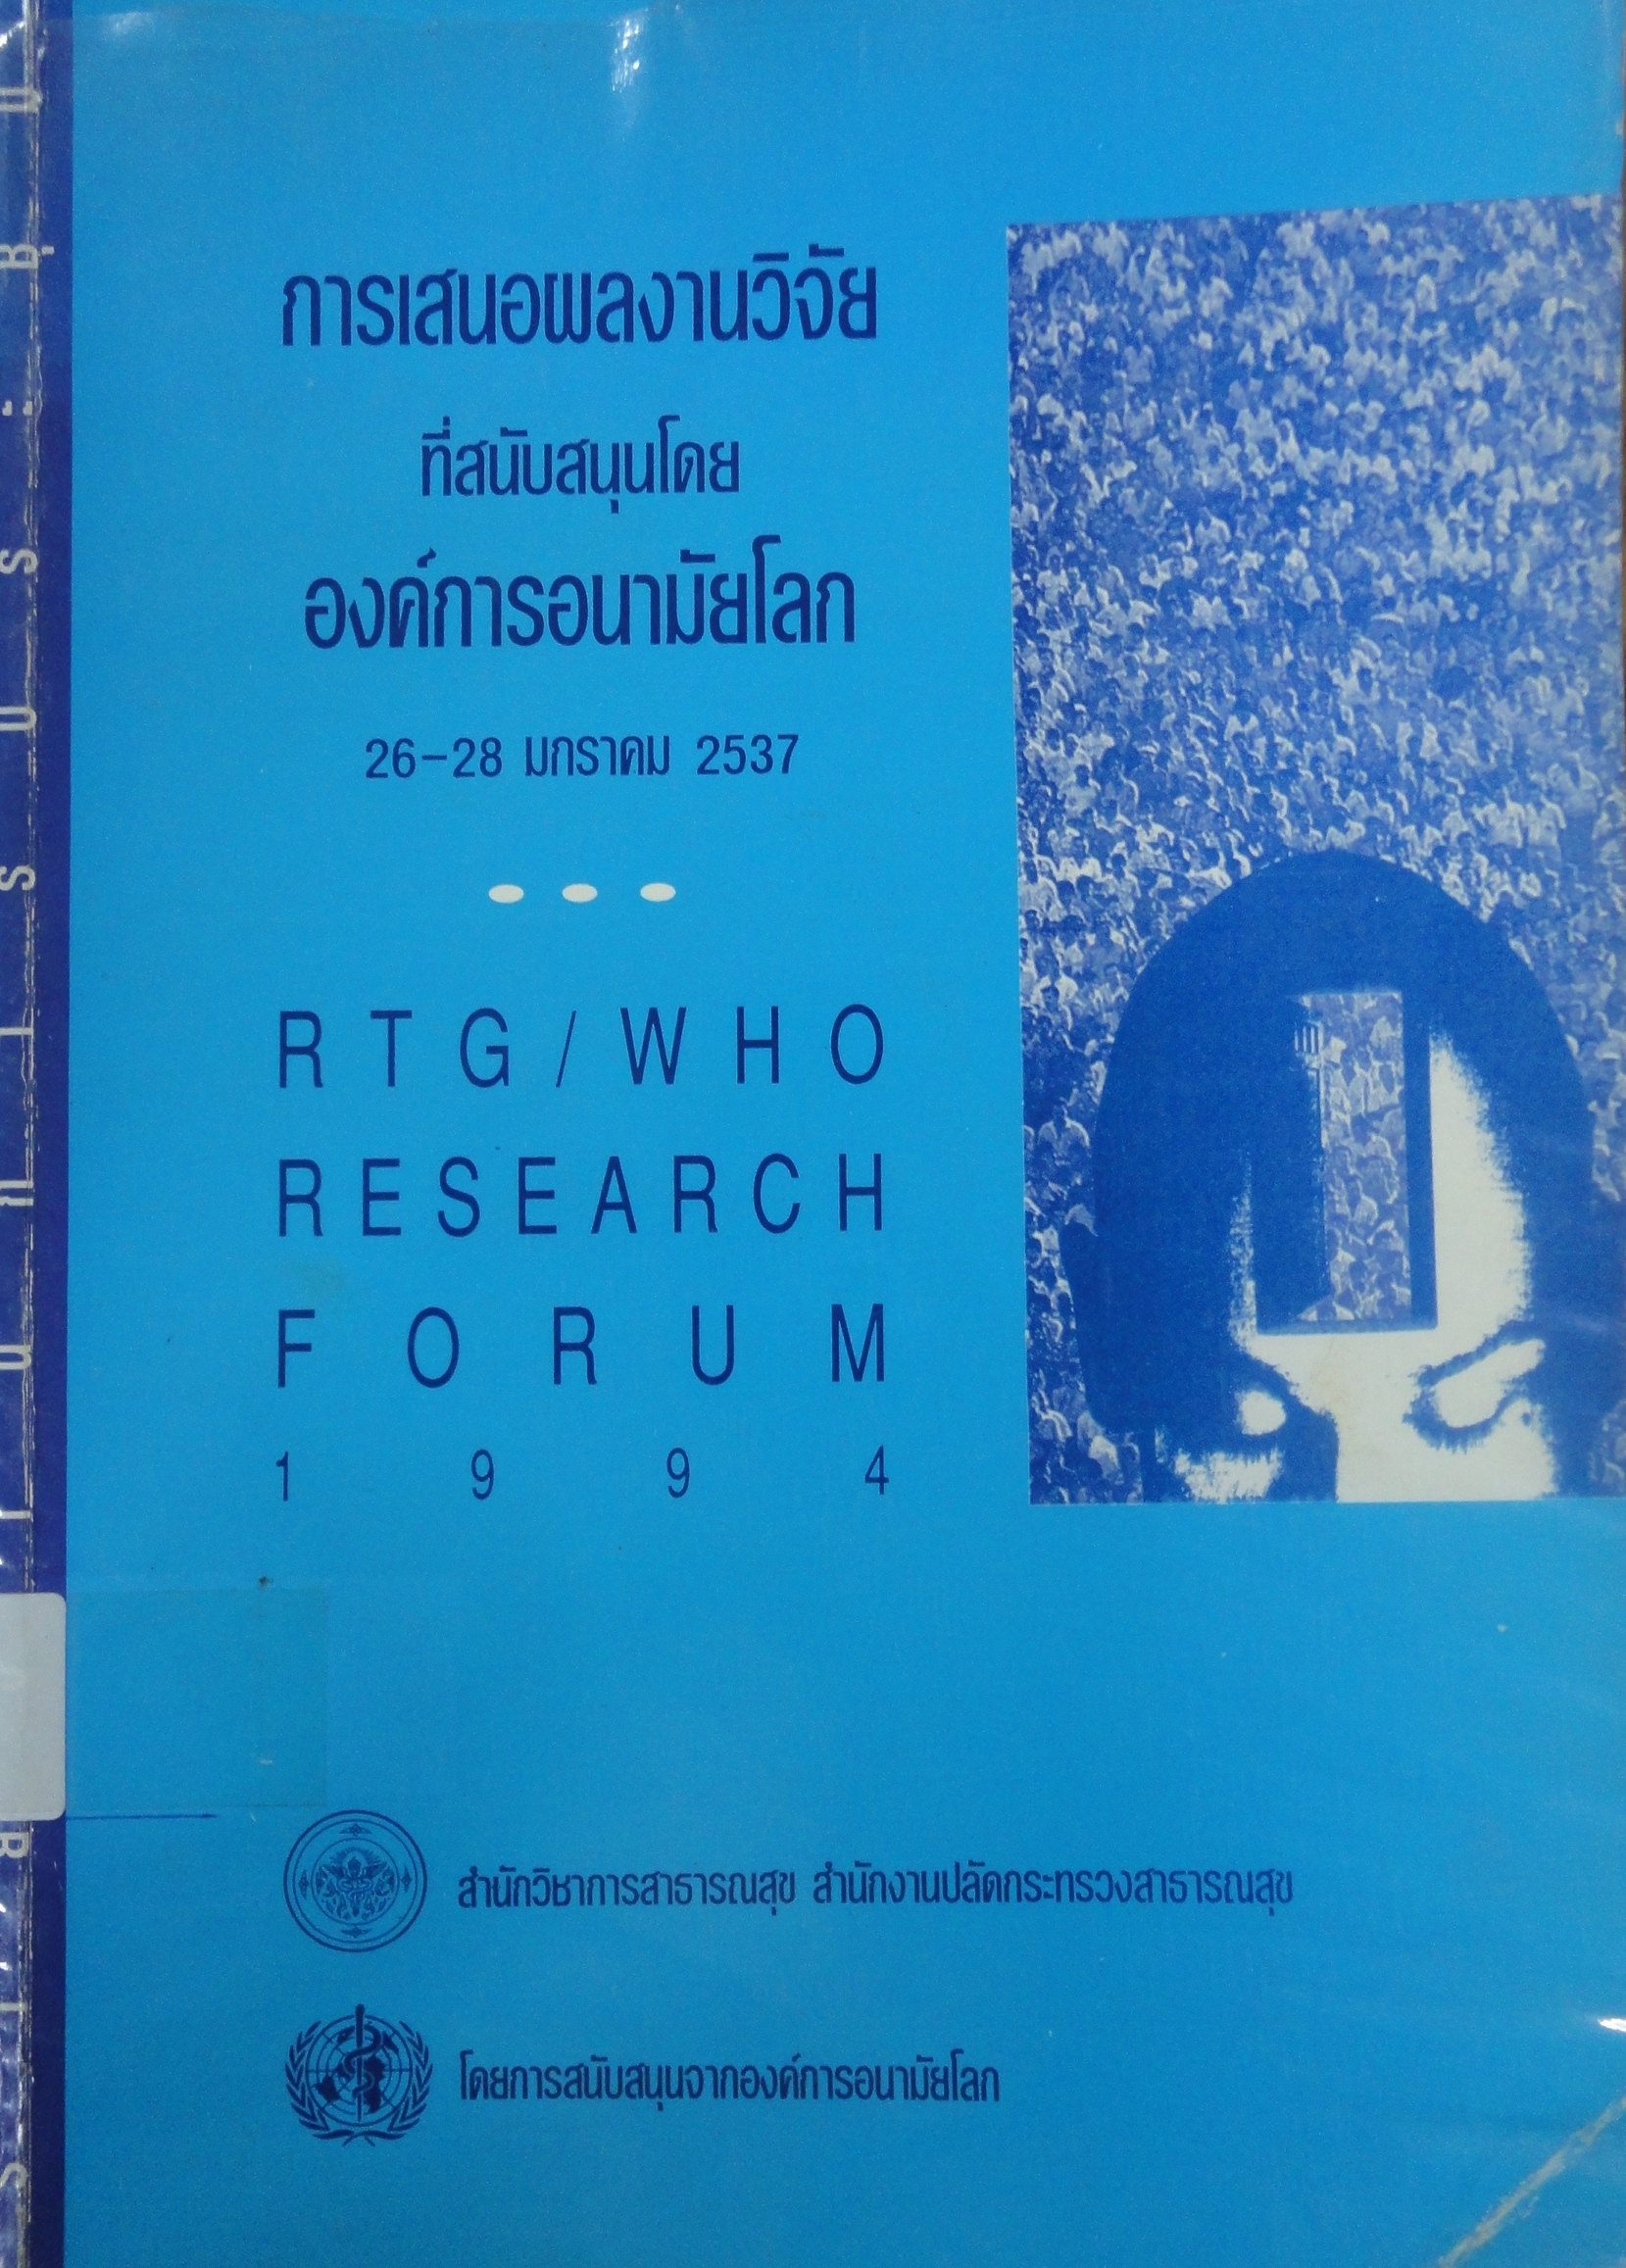 การเสนอผลงานวิจัย
ที่สนับสนุนโดย
องค์การอนามัยโลก
26-28 มกราคม 2537
RTG/WHO
RESEARCH
FORUM
1994
สำนักวิชาการสาธารณสุข สำนักงานปลัดกระทรวงสาธารณสุข
โดยการสนับสนุนจากองค์การอนามัยโลก